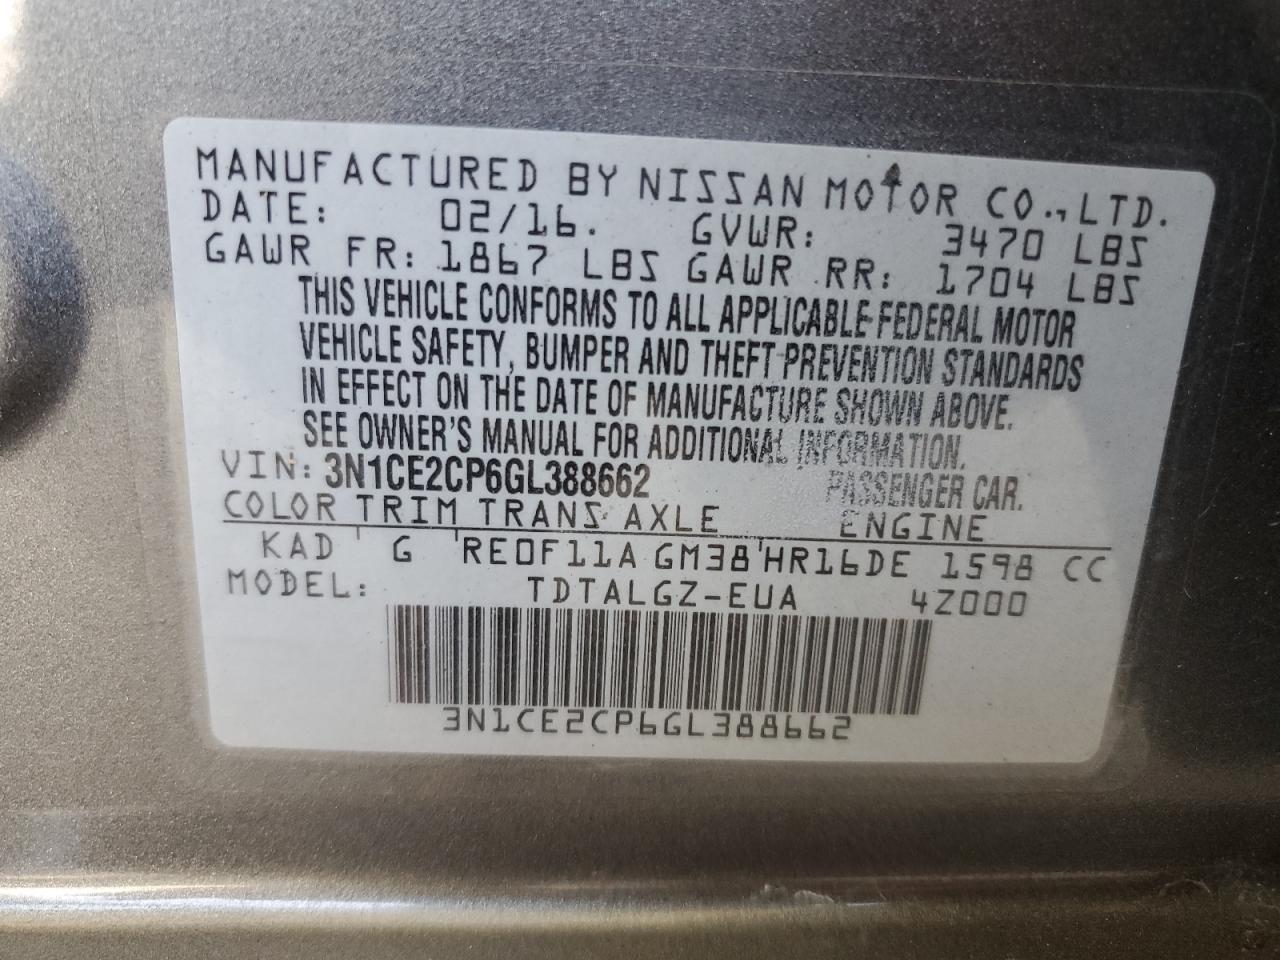 MANUFACTURED BY NISSAN MOTOR CO.,LTD.
DATE: 02/16. GVWR: 3470 LBS
GAWR FR: 1867 LBS GAWR RR: 1704 LBS
THIS VEHICLE CONFORMS TO ALL APPLICABLE FEDERAL MOTOR
VEHICLE SAFETY, BUMPER AND THEFT PREVENTION STANDARDS
IN EFFECT ON THE DATE OF MANUFACTURE SHOWN ABOVE.
SEE OWNER'S MANUAL FOR ADDITIONAL INFORMATION.
VIN: 3N1CE2CP6GL388662 PASSENGER CAR.
COLOR TRIM TRANS AXLE ENGINE
KAD G RE0F11A GM38 HR16DE 1598 CC
MODEL: TDTALGZ-EUA 4Z000
3N1CE2CP6GL388662